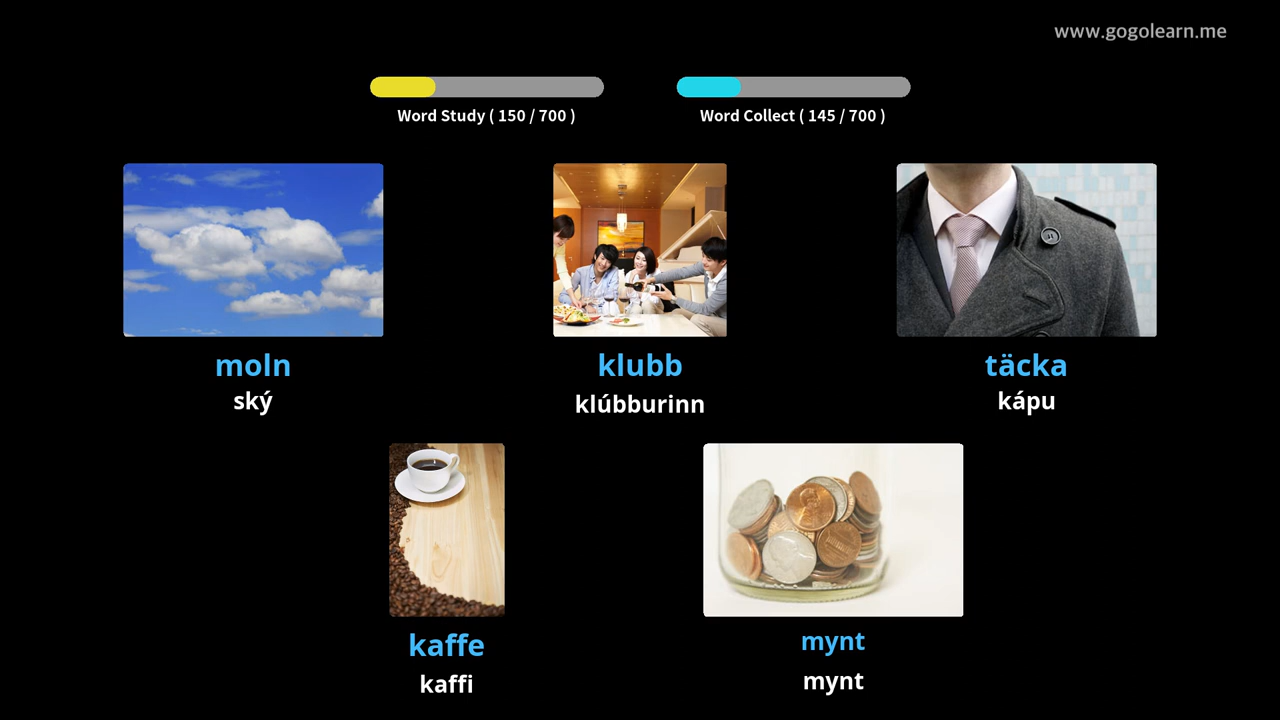 www.gogolearn.me
Word Study ( 150 / 700 )
Word Collect ( 145 / 700 )
moln
ský
klubb
klúbburinn
täcka
kápu
kaffe
kaffi
mynt
mynt